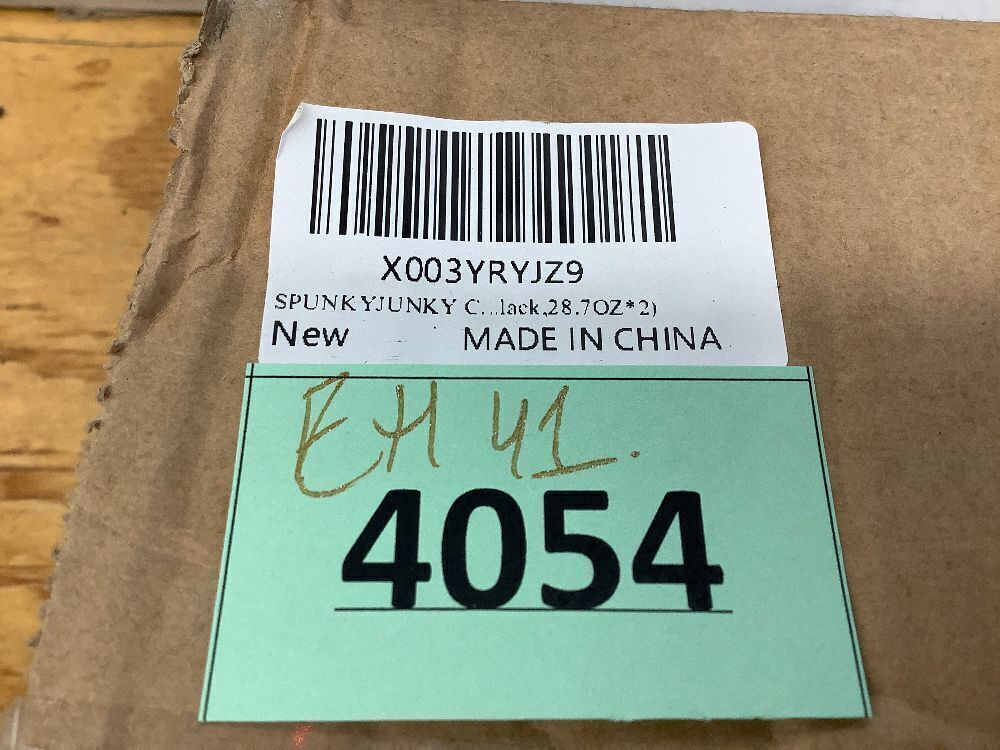 X003YRYJZ9
SPUNKYJUNKY C...lack,28.7OZ*2)
New MADE IN CHINA
EH 41.
4054